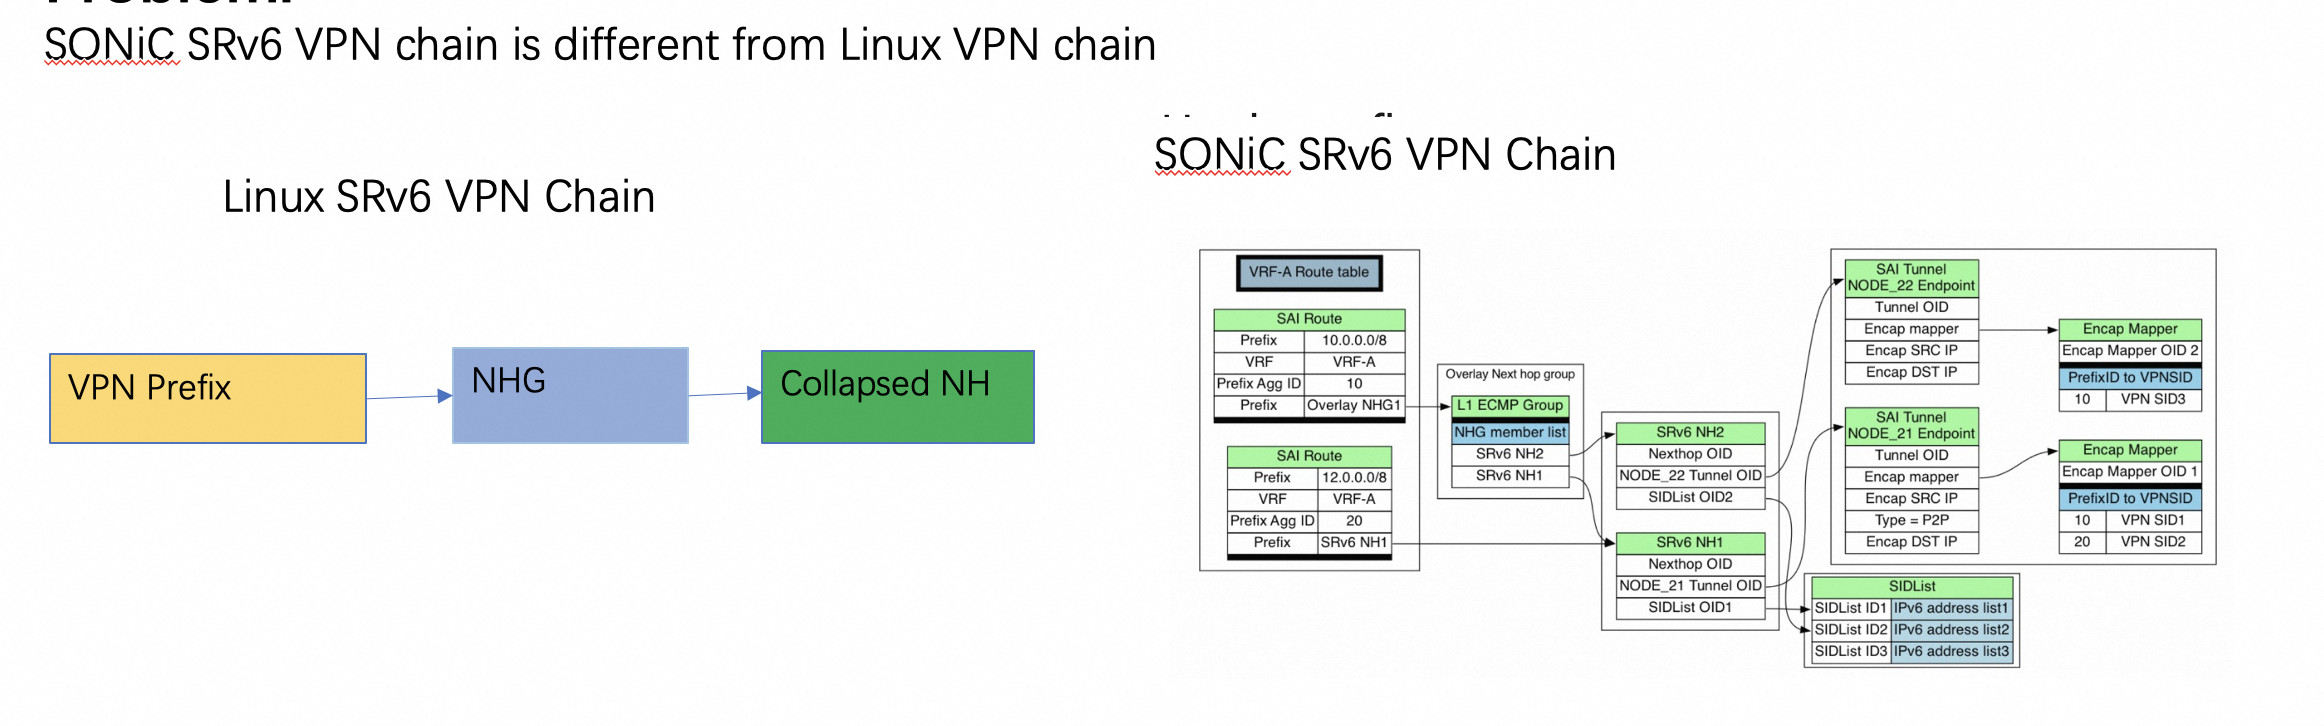 SONiC SRv6 VPN chain is different from Linux VPN chain
Linux SRv6 VPN Chain
VPN Prefix
NHG
Collapsed NH
SONiC SRv6 VPN Chain
VRF-A Route table
SAI Route
Prefix 10.0.0.0/8
VRF VRF-A
Prefix Agg ID 10
Prefix Overlay NHG1
SAI Route
Prefix 12.0.0.0/8
VRF VRF-A
Prefix Agg ID 20
Prefix SRv6 NH1
Overlay Next hop group
L1 ECMP Group
NHG member list
SRv6 NH2
SRv6 NH1
SRv6 NH2
Nexthop OID
NODE_22 Tunnel OID
SIDList OID2
SRv6 NH1
Nexthop OID
NODE_21 Tunnel OID
SIDList OID1
SAI Tunnel
NODE_22 Endpoint
Tunnel OID
Encap mapper
Encap SRC IP
Encap DST IP
SAI Tunnel
NODE_21 Endpoint
Tunnel OID
Encap mapper
Encap SRC IP
Type = P2P
Encap DST IP
Encap Mapper
Encap Mapper OID 2
PrefixID to VPNSID
10 VPN SID3
Encap Mapper
Encap Mapper OID 1
PrefixID to VPNSID
10 VPN SID1
20 VPN SID2
SIDList
SIDList ID1 IPv6 address list1
SIDList ID2 IPv6 address list2
SIDList ID3 IPv6 address list3